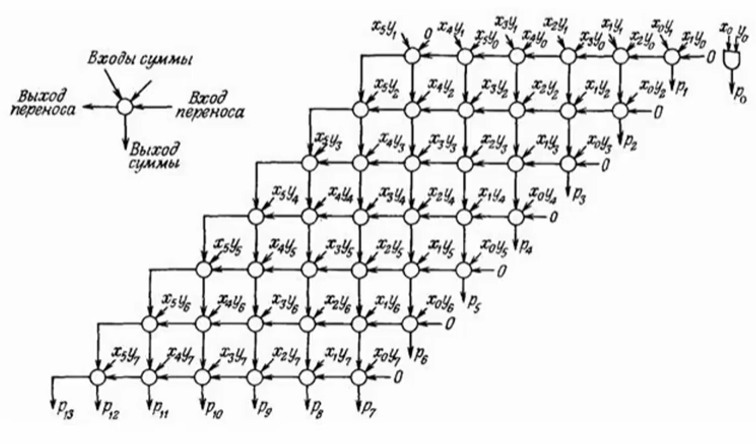 Входы суммы
Выход переноса
Вход переноса
Выход суммы
x₅y₁ 0 x₄y₁ x₅y₀ x₃y₁ x₄y₀ x₂y₁ x₃y₀ x₁y₁ x₂y₀ x₀y₁ x₁y₀ 0 x₀ y₀
p₁ p₀
x₅y₂ x₄y₂ x₃y₂ x₂y₂ x₁y₂ x₀y₂ 0
p₂
x₅y₃ x₄y₃ x₃y₃ x₂y₃ x₁y₃ x₀y₃ 0
p₃
x₅y₄ x₄y₄ x₃y₄ x₂y₄ x₁y₄ x₀y₄ 0
p₄
x₅y₅ x₄y₅ x₃y₅ x₂y₅ x₁y₅ x₀y₅ 0
p₅
x₅y₆ x₄y₆ x₃y₆ x₂y₆ x₁y₆ x₀y₆ 0
p₆
x₅y₇ x₄y₇ x₃y₇ x₂y₇ x₁y₇ x₀y₇ 0
p₁₃ p₁₂ p₁₁ p₁₀ p₉ p₈ p₇